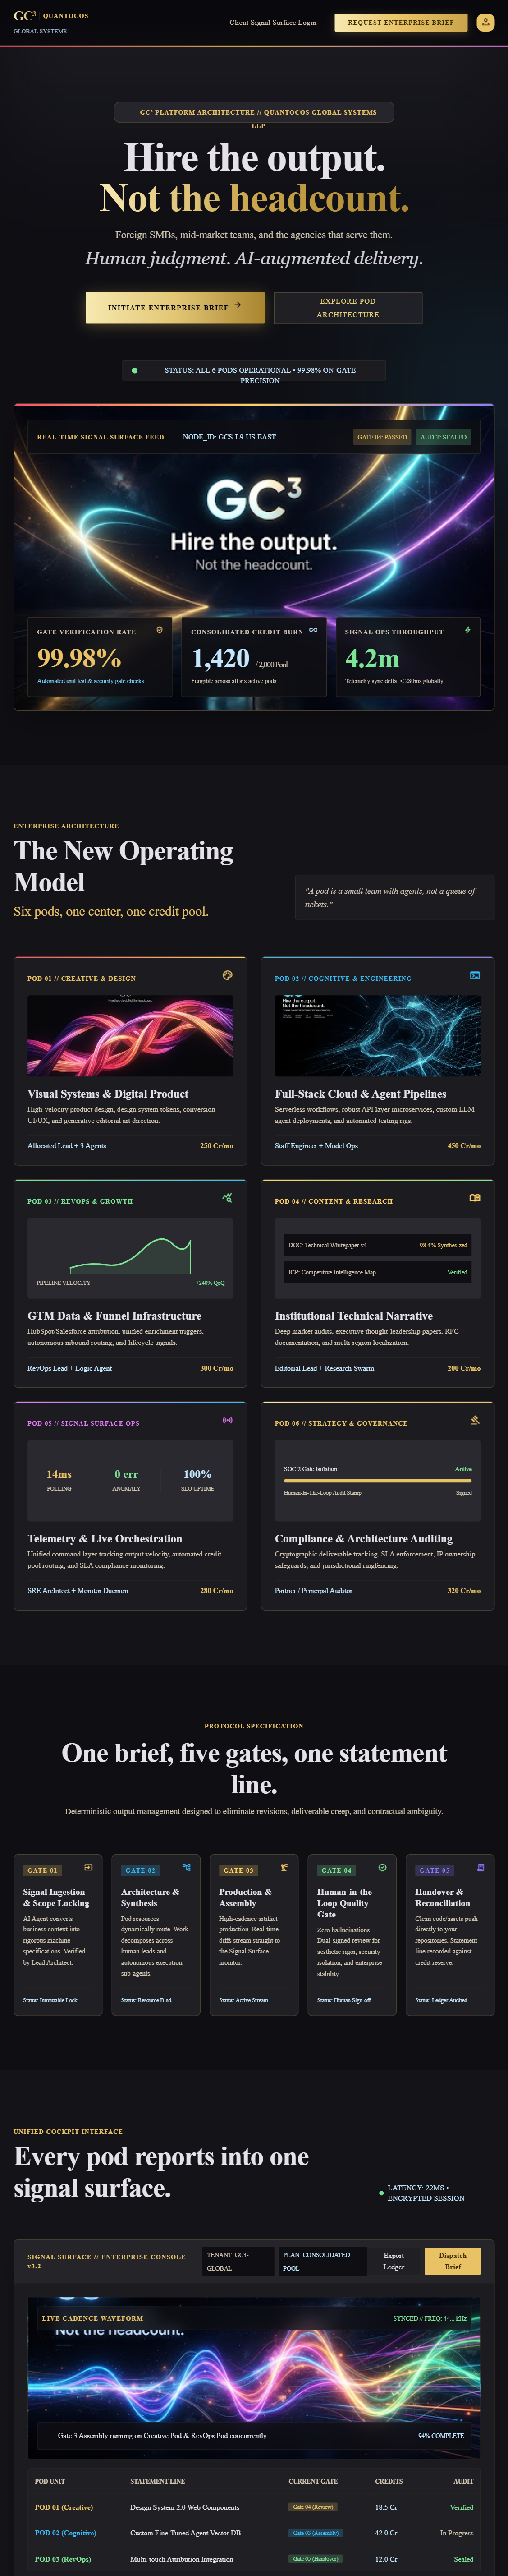 GC³ QUANTOCOS
GLOBAL SYSTEMS
Client Signal Surface Login
REQUEST ENTERPRISE BRIEF
GC³ PLATFORM ARCHITECTURE // QUANTOCOS GLOBAL SYSTEMS
LLP
Hire the output.
Not the headcount.
Foreign SMBs, mid-market teams, and the agencies that serve them.
Human judgment. AI-augmented delivery.
INITIATE ENTERPRISE BRIEF
EXPLORE POD
ARCHITECTURE
STATUS: ALL 6 PODS OPERATIONAL • 99.98% ON-GATE
PRECISION
REAL-TIME SIGNAL SURFACE FEED
NODE_ID: GCS-L9-US-EAST
GATE 04: PASSED
AUDIT: SEALED
GC³
Hire the output.
Not the headcount.
GATE VERIFICATION RATE
99.98%
Automated unit test & security gate checks
CONSOLIDATED CREDIT BURN
1,420 / 2,000 Pool
Fungible across all six active pods
SIGNAL OPS THROUGHPUT
4.2m
Telemetry sync delta: < 280ms globally
ENTERPRISE ARCHITECTURE
The New Operating
Model
Six pods, one center, one credit pool.
"A pod is a small team with agents, not a queue of
tickets."
POD 01 // CREATIVE & DESIGN
Visual Systems & Digital Product
High-velocity product design, design system tokens, conversion
UI/UX, and generative editorial art direction.
Allocated Lead + 3 Agents
250 Cr/mo
POD 02 // COGNITIVE & ENGINEERING
Hire the output.
Not the headcount.
Full-Stack Cloud & Agent Pipelines
Serverless workflows, robust API layer microservices, custom LLM
agent deployments, and automated testing rigs.
Staff Engineer + Model Ops
450 Cr/mo
POD 03 // REVOPS & GROWTH
PIPELINE VELOCITY
+240% QoQ
GTM Data & Funnel Infrastructure
HubSpot/Salesforce attribution, unified enrichment triggers,
autonomous inbound routing, and lifecycle signals.
RevOps Lead + Logic Agent
300 Cr/mo
POD 04 // CONTENT & RESEARCH
DOC: Technical Whitepaper v4
98.4% Synthesized
ICP: Competitive Intelligence Map
Verified
Institutional Technical Narrative
Deep market audits, executive thought-leadership papers, RFC
documentation, and multi-region localization.
Editorial Lead + Research Swarm
200 Cr/mo
POD 05 // SIGNAL SURFACE OPS
14ms
POLLING
0 err
ANOMALY
100%
SLO UPTIME
Telemetry & Live Orchestration
Unified command layer tracking output velocity, automated credit
pool routing, and SLA compliance monitoring.
SRE Architect + Monitor Daemon
280 Cr/mo
POD 06 // STRATEGY & GOVERNANCE
SOC 2 Gate Isolation
Active
Human-In-The-Loop Audit Stamp
Signed
Compliance & Architecture Auditing
Cryptographic deliverable tracking, SLA enforcement, IP ownership
safeguards, and jurisdictional ringfencing.
Partner / Principal Auditor
320 Cr/mo
PROTOCOL SPECIFICATION
One brief, five gates, one statement
line.
Deterministic output management designed to eliminate revisions, deliverable creep, and contractual ambiguity.
GATE 01
Signal Ingestion
& Scope Locking
AI Agent converts
business context into
rigorous machine
specifications. Verified
by Lead Architect.
Status: Immutable Lock
GATE 02
Architecture &
Synthesis
Pod resources
dynamically route. Work
decomposes across
human leads and
autonomous execution
sub-agents.
Status: Resource Bind
GATE 03
Production &
Assembly
High-cadence artifact
production. Real-time
diffs stream straight to
the Signal Surface
monitor.
Status: Active Stream
GATE 04
Human-in-the-
Loop Quality
Gate
Zero hallucinations.
Dual-signed review for
aesthetic rigor, security
isolation, and enterprise
stability.
Status: Human Sign-off
GATE 05
Handover &
Reconciliation
Clean code/assets push
directly to your
repositories. Statement
line recorded against
credit reserve.
Status: Ledger Audited
UNIFIED COCKPIT INTERFACE
Every pod reports into one
signal surface.
LATENCY: 22MS •
ENCRYPTED SESSION
SIGNAL SURFACE // ENTERPRISE CONSOLE
v3.2
TENANT: GC3-
GLOBAL
PLAN: CONSOLIDATED
POOL
Export
Ledger
Dispatch
Brief
LIVE CADENCE WAVEFORM
SYNCED // FREQ: 44.1 kHz
Not the headcount.
Gate 3 Assembly running on Creative Pod & RevOps Pod concurrently
94% COMPLETE
POD UNIT STATEMENT LINE CURRENT GATE CREDITS AUDIT
POD 01 (Creative) Design System 2.0 Web Components Gate 04 (Review) 18.5 Cr Verified
POD 02 (Cognitive) Custom Fine-Tuned Agent Vector DB Gate 03 (Assembly) 42.0 Cr In Progress
POD 03 (RevOps) Multi-touch Attribution Integration Gate 05 (Handover) 12.0 Cr Sealed